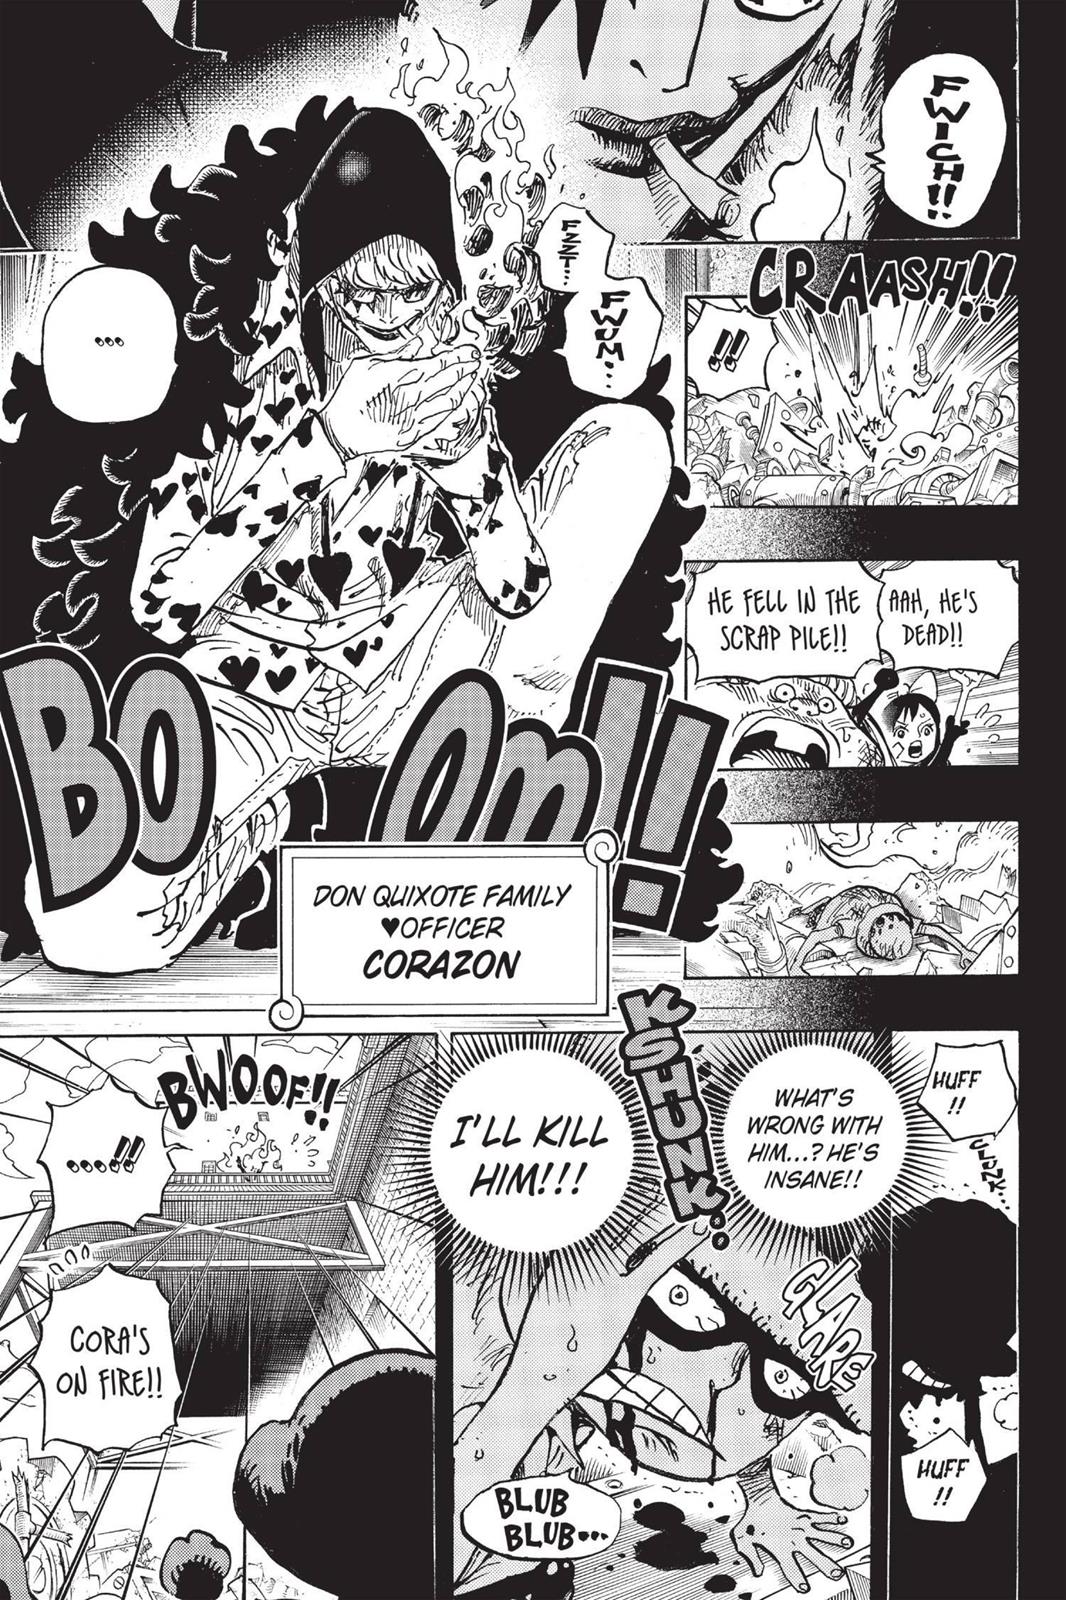 FWICH!!
FZZT...
FWUM...
...
BOOM!!
DON QUIXOTE FAMILY
♥OFFICER
CORAZON
CRAASH!!
!!
AAH, HE'S
DEAD!!
HE FELL IN THE
SCRAP PILE!!
HUFF
!!
CLUNK...
HUFF
!!
WHAT'S
WRONG WITH
HIM...? HE'S
INSANE!!
KSHUNK..
I'LL KILL
HIM!!!
GLARE
BLUB
BLUB...
BWOOF!!
...!!
CORA'S
ON FIRE!!